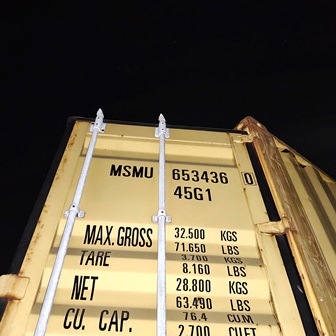 MSMU 653436 0
45G1
MAX.GROSS 32.500 KGS
71.650 LBS
TARE 3.700 KGS
8.160 LBS
NET 28.800 KGS
63.490 LBS
CU. CAP. 76.4 CU.M
2.700 CU.FT